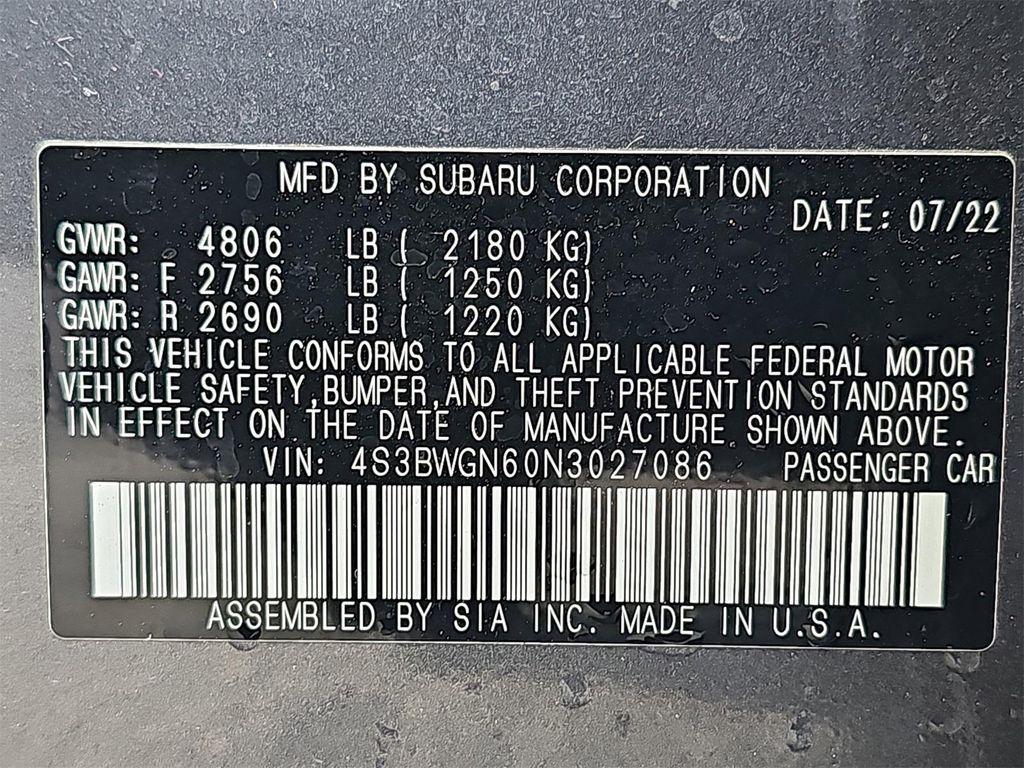 MFD BY SUBARU CORPORATION
DATE: 07/22
GVWR: 4806 LB ( 2180 KG)
GAWR: F 2756 LB ( 1250 KG)
GAWR: R 2690 LB ( 1220 KG)
THIS VEHICLE CONFORMS TO ALL APPLICABLE FEDERAL MOTOR
VEHICLE SAFETY,BUMPER,AND THEFT PREVENTION STANDARDS
IN EFFECT ON THE DATE OF MANUFACTURE SHOWN ABOVE.
VIN: 4S3BWGN60N3027086 PASSENGER CAR
ASSEMBLED BY SIA INC. MADE IN U.S.A.